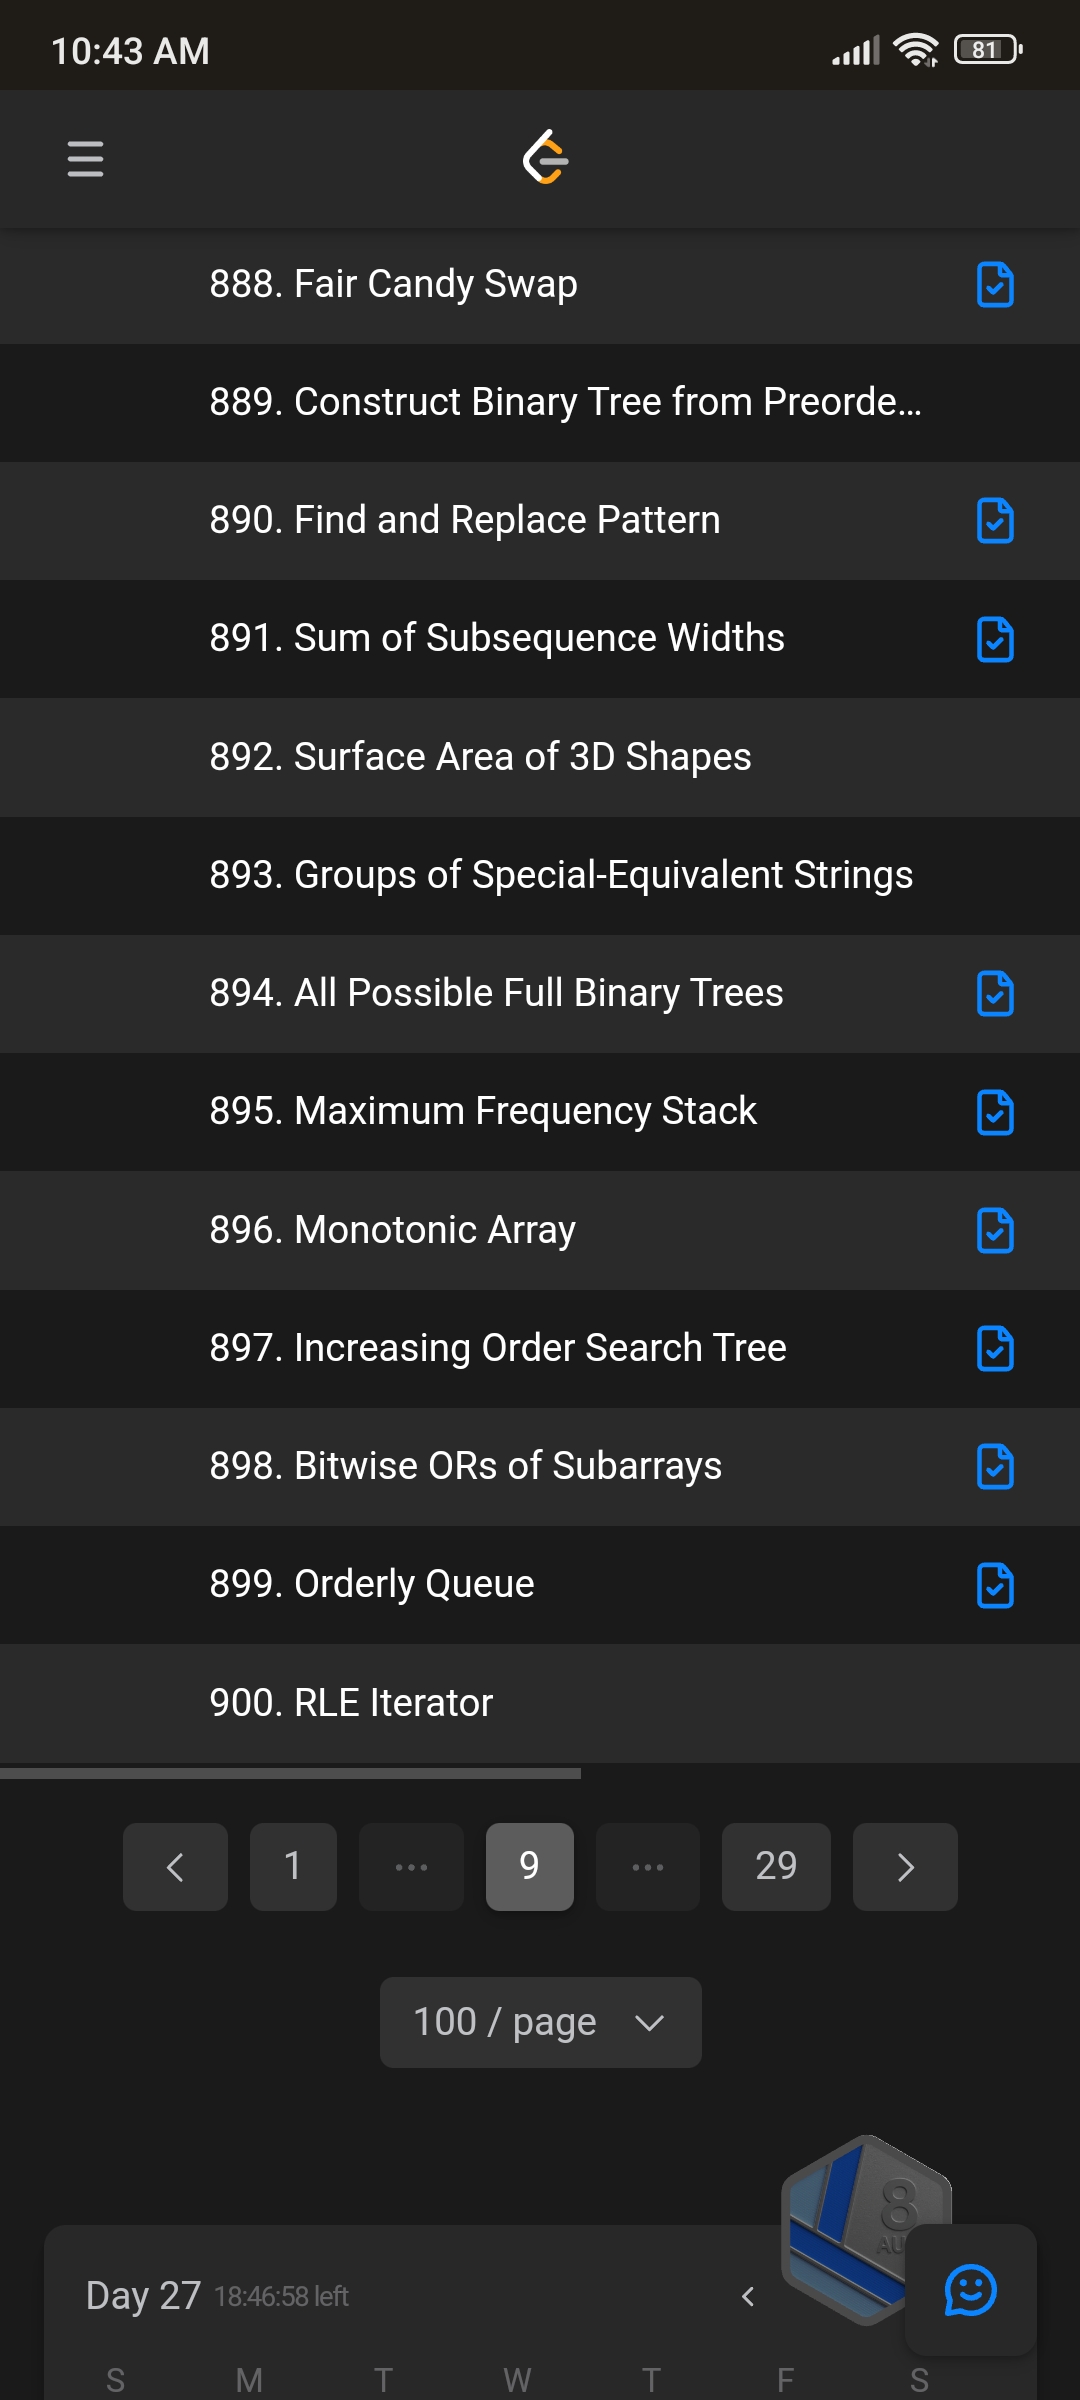 10:43 AM
81
888. Fair Candy Swap
889. Construct Binary Tree from Preorde...
890. Find and Replace Pattern
891. Sum of Subsequence Widths
892. Surface Area of 3D Shapes
893. Groups of Special-Equivalent Strings
894. All Possible Full Binary Trees
895. Maximum Frequency Stack
896. Monotonic Array
897. Increasing Order Search Tree
898. Bitwise ORs of Subarrays
899. Orderly Queue
900. RLE Iterator
1 ... 9 ... 29
100 / page
8
Day 27 18:46:58 left
S M T W T F S